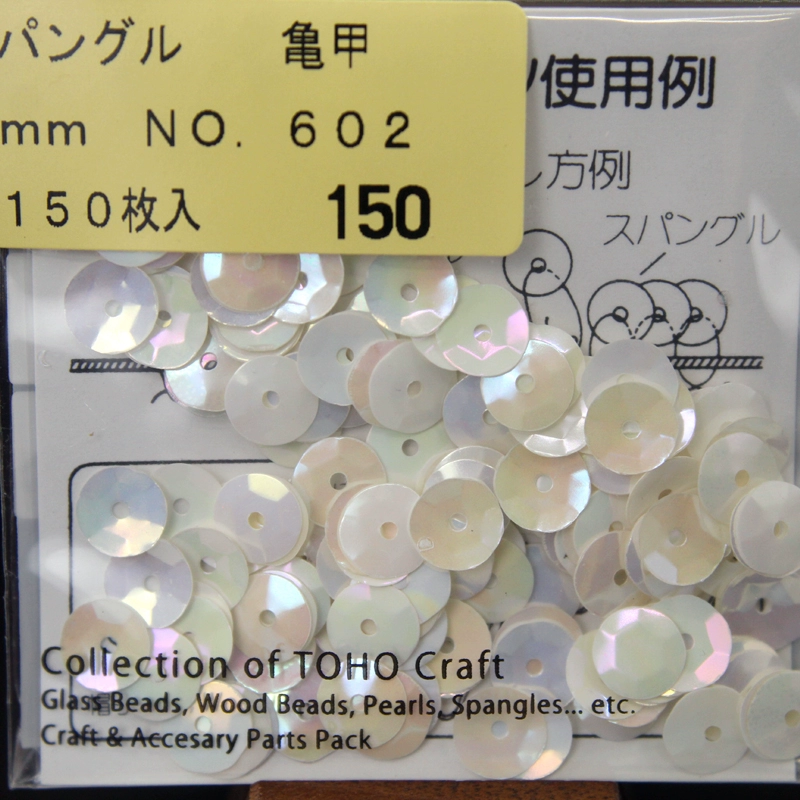 パングル 亀甲
mm NO. 602
150枚入 150
使用例
し方例
スパングル
Collection of TOHO Craft
Glass Beads, Wood Beads, Pearls, Spangles... etc.
Craft & Accesary Parts Pack